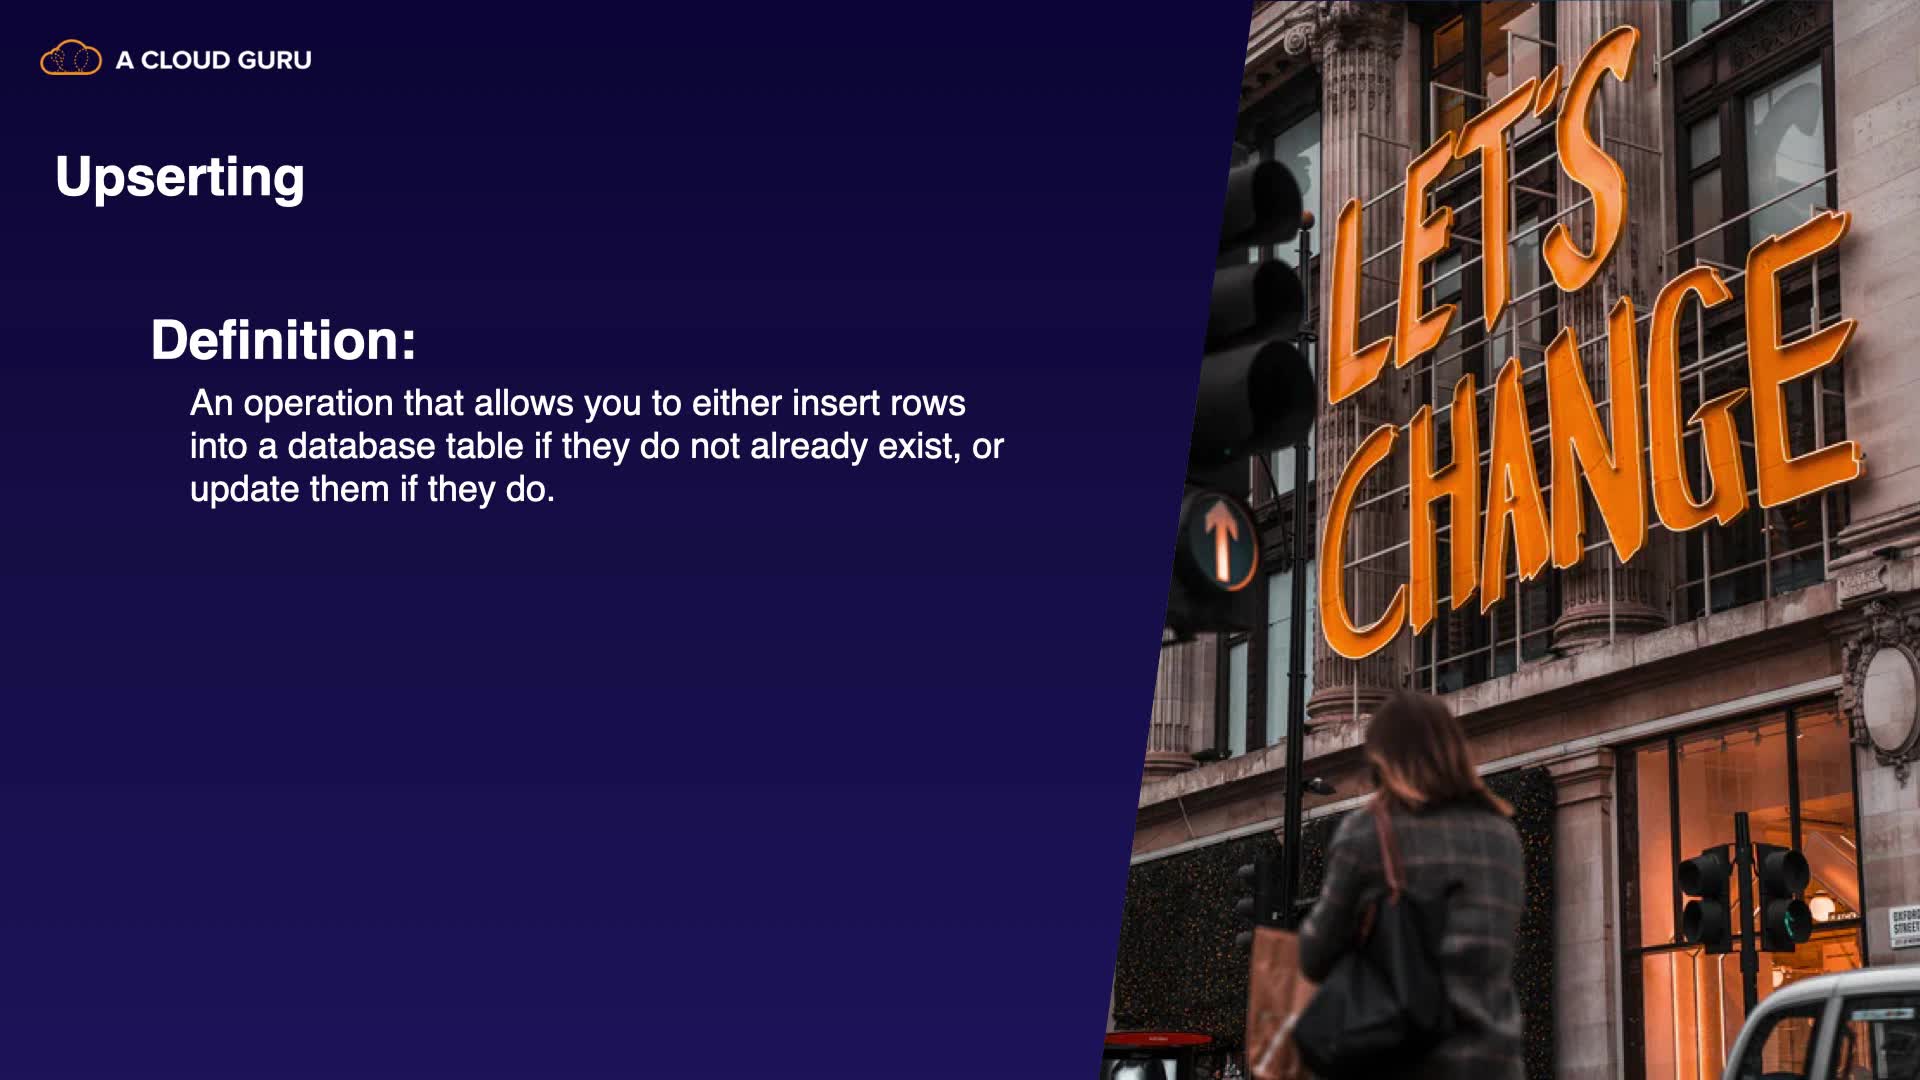 A CLOUD GURU
Upserting
Definition:
An operation that allows you to either insert rows
into a database table if they do not already exist, or
update them if they do.
LET'S
CHANGE
OXFORD
STREET